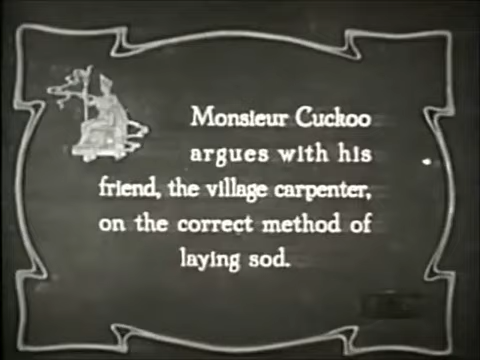 Monsieur Cuckoo
argues with his
friend, the village carpenter,
on the correct method of
laying sod.